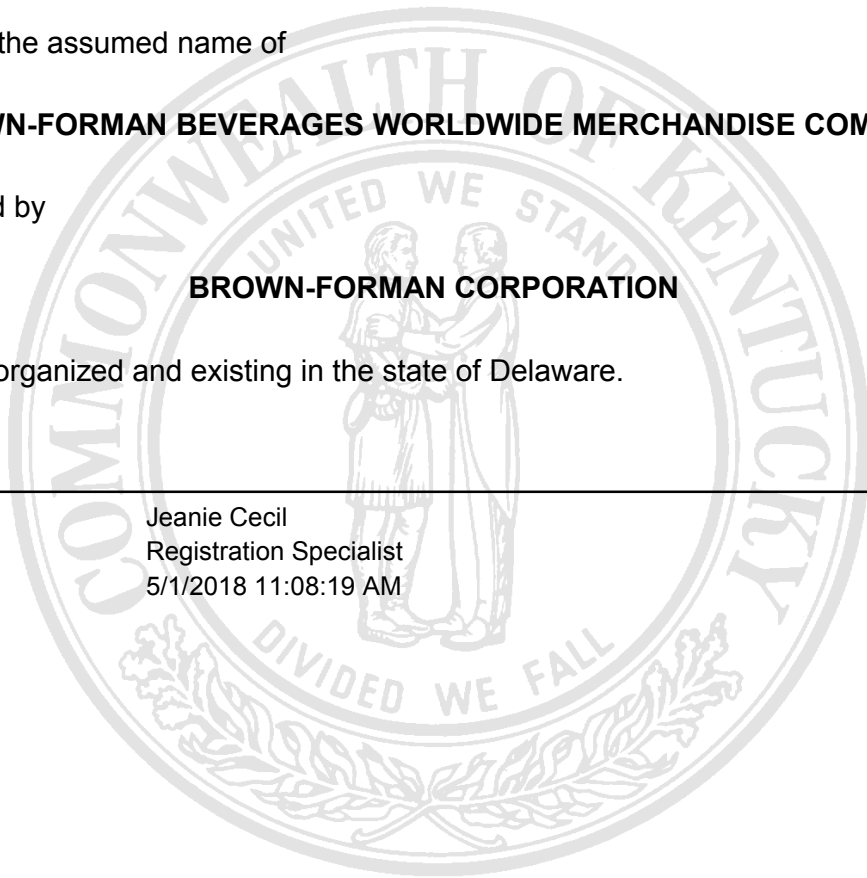 the assumed name of
WN-FORMAN BEVERAGES WORLDWIDE MERCHANDISE COM
d by
BROWN-FORMAN CORPORATION
organized and existing in the state of Delaware.
Jeanie Cecil
Registration Specialist
5/1/2018 11:08:19 AM
COMMONWEALTH OF KENTUCKY
UNITED WE STAND
DIVIDED WE FALL